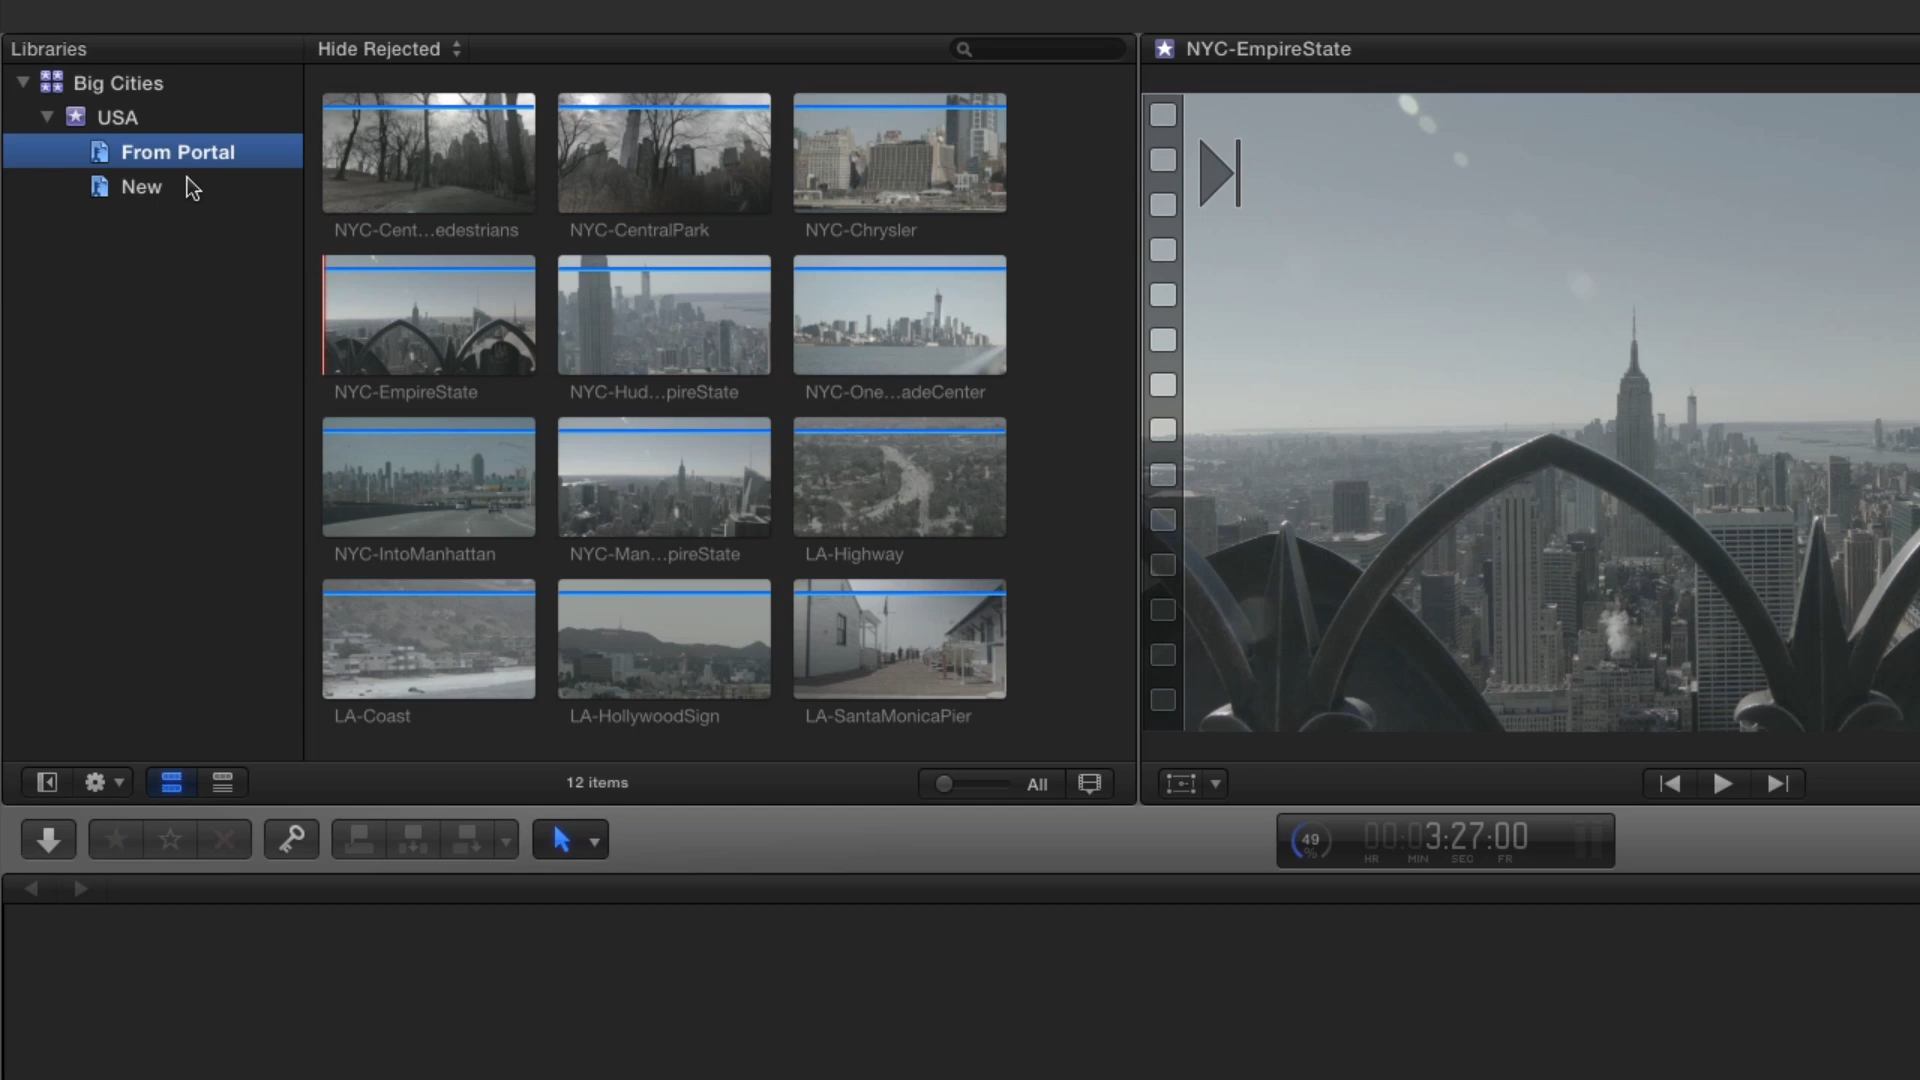 Libraries
Hide Rejected
NYC-EmpireState
Big Cities
USA
From Portal
New
NYC-Cent...edestrians
NYC-CentralPark
NYC-Chrysler
NYC-EmpireState
NYC-Hud...pireState
NYC-One...adeCenter
NYC-IntoManhattan
NYC-Man...pireState
LA-Highway
LA-Coast
LA-HollywoodSign
LA-SantaMonicaPier
12 items
All
49
%
00:03:27:00
HR MIN SEC FR